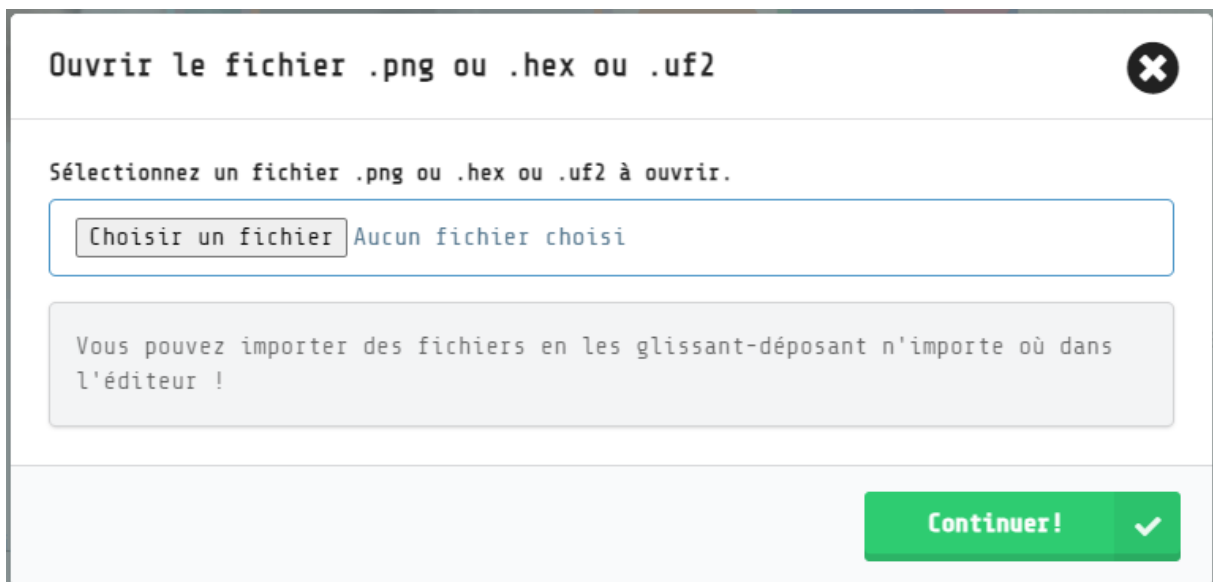 Ouvrir le fichier .png ou .hex ou .uf2
Sélectionnez un fichier .png ou .hex ou .uf2 à ouvrir.
Choisir un fichier Aucun fichier choisi
Vous pouvez importer des fichiers en les glissant-déposant n'importe où dans
l'éditeur !
Continuer!